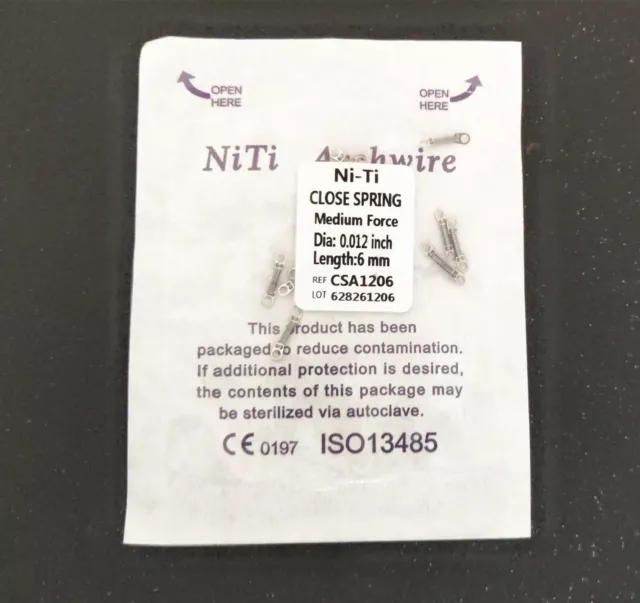 OPEN
HERE
OPEN
HERE
NiTi Archwire
Ni-Ti
CLOSE SPRING
Medium Force
Dia: 0.012 inch
Length:6 mm
REF CSA1206
LOT 628261206
This product has been
packaged to reduce contamination.
If additional protection is desired,
the contents of this package may
be sterilized via autoclave.
CE 0197 ISO13485